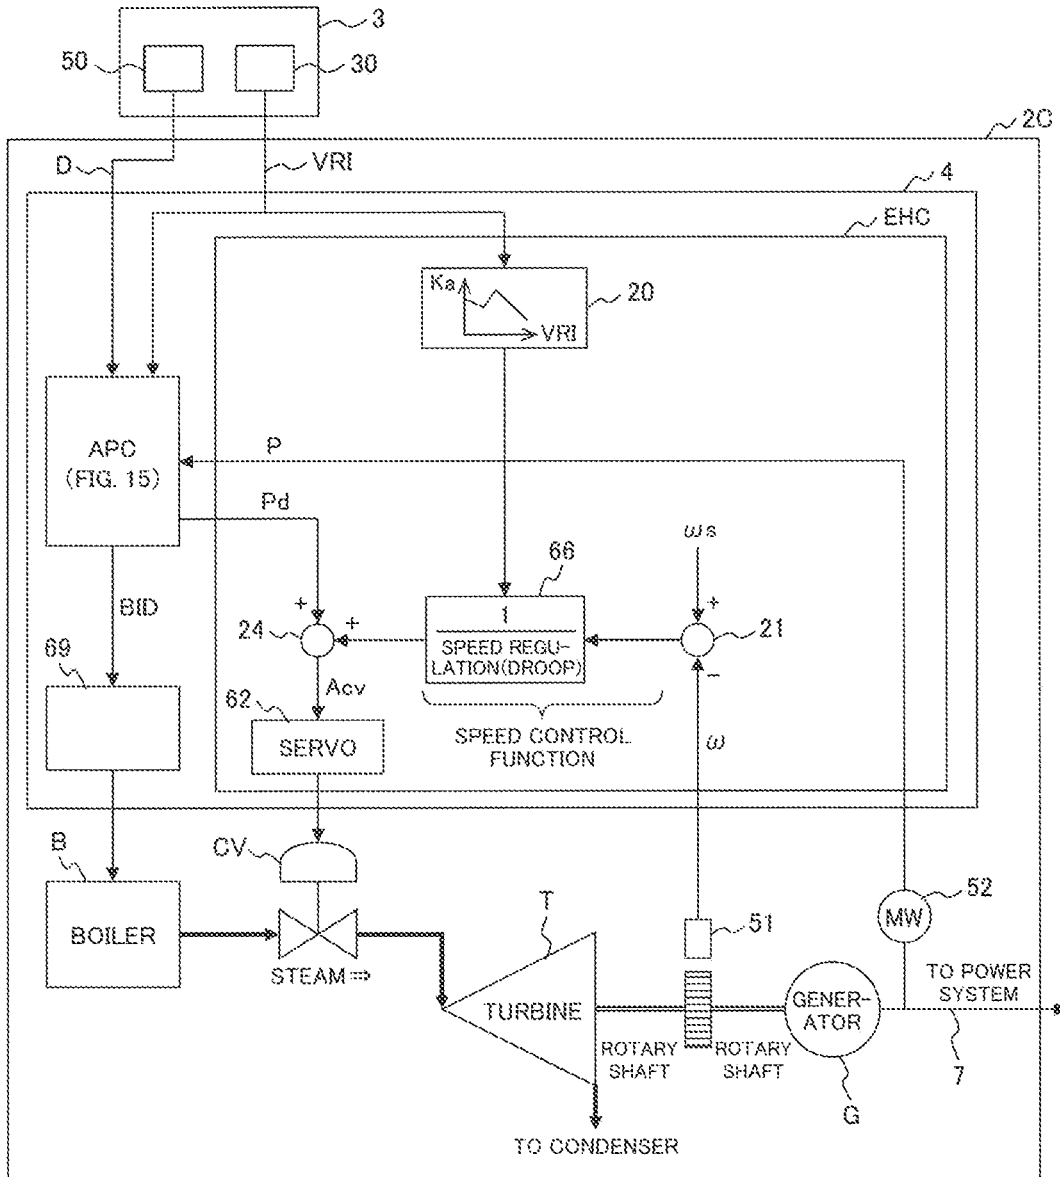 3
50
30
2C
D
VRI
4
EHC
Ka
VRI
20
APC
(FIG. 15)
P
Pd
ωs
66
+
+
+
1
24
21
BID
SPEED REGU-
LATION(DROOP)
−
69
Acv
62
SPEED CONTROL
FUNCTION
ω
SERVO
CV
B
52
T
MW
BOILER
51
STEAM⇒
TO POWER
SYSTEM
TURBINE
GENER-
ATOR
ROTARY
SHAFT
ROTARY
SHAFT
7
G
TO CONDENSER